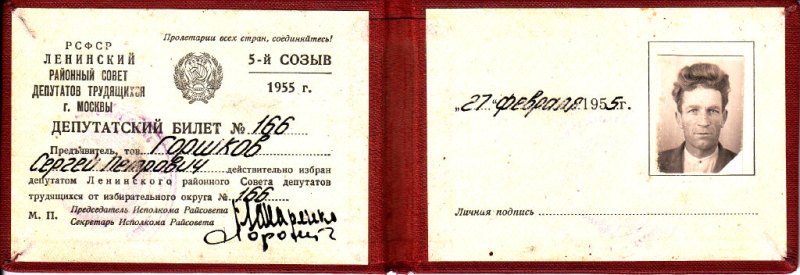 Пролетарии всех стран, соединяйтесь!
РСФСР
ЛЕНИНСКИЙ
РАЙОННЫЙ СОВЕТ
ДЕПУТАТОВ ТРУДЯЩИХСЯ
г. МОСКВЫ
5-й СОЗЫВ
1955 г.
ДЕПУТАТСКИЙ БИЛЕТ № 166
Предъявитель, тов. Горшков
Сергей Петрович действительно избран
депутатом Ленинского районного Совета депутатов
трудящихся от избирательного округа № 166
М. П. Председатель Исполкома Райсовета
Секретарь Исполкома Райсовета
„27 “ февраля 1955г.
Личная подпись